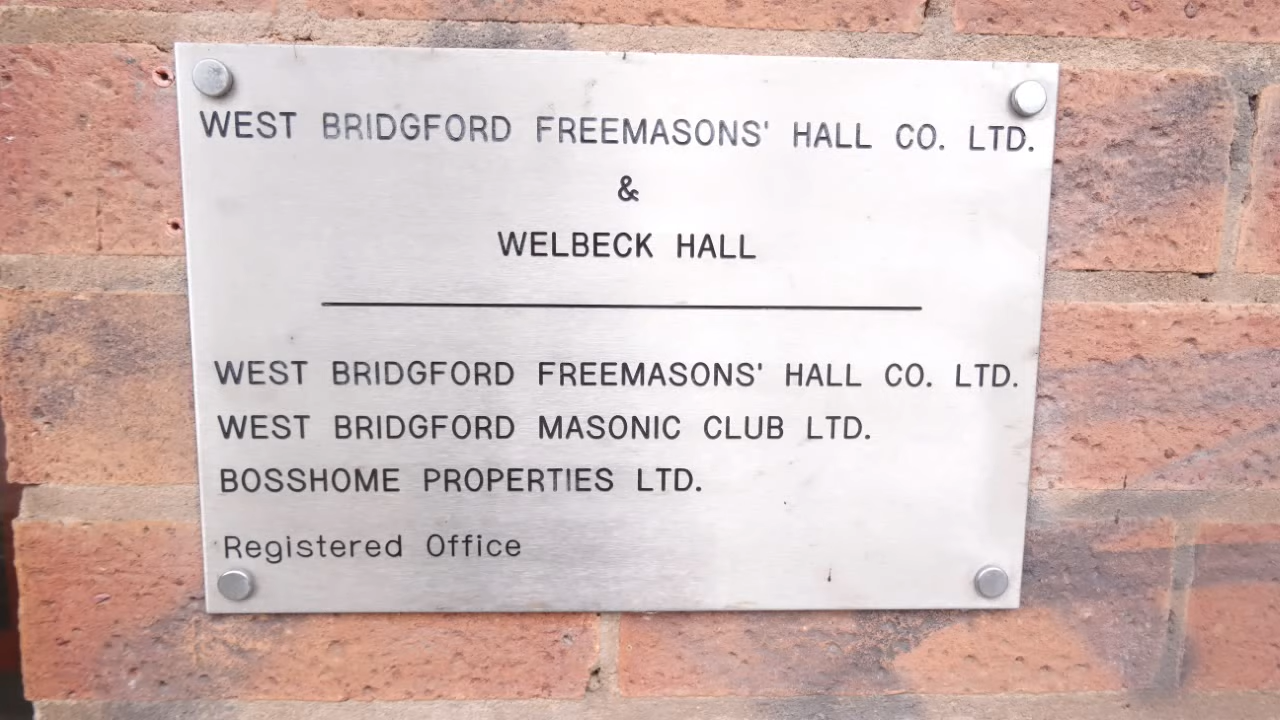 WEST BRIDGFORD FREEMASONS' HALL CO. LTD.
&
WELBECK HALL
WEST BRIDGFORD FREEMASONS' HALL CO. LTD.
WEST BRIDGFORD MASONIC CLUB LTD.
BOSSHOME PROPERTIES LTD.
Registered Office